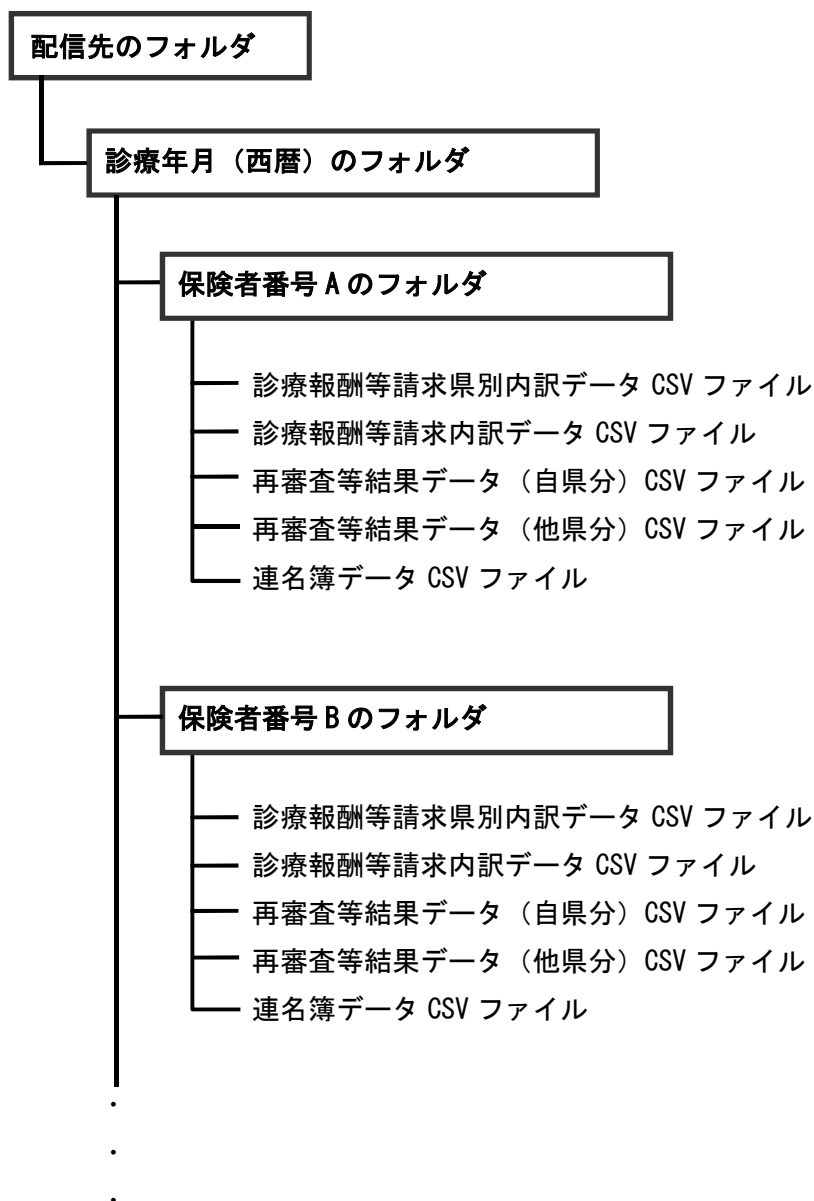 配信先のフォルダ
診療年月（西暦）のフォルダ
保険者番号 A のフォルダ
診療報酬等請求県別内訳データ CSV ファイル
診療報酬等請求内訳データ CSV ファイル
再審査等結果データ（自県分）CSV ファイル
再審査等結果データ（他県分）CSV ファイル
連名簿データ CSV ファイル
保険者番号 B のフォルダ
診療報酬等請求県別内訳データ CSV ファイル
診療報酬等請求内訳データ CSV ファイル
再審査等結果データ（自県分）CSV ファイル
再審査等結果データ（他県分）CSV ファイル
連名簿データ CSV ファイル
・
・
・